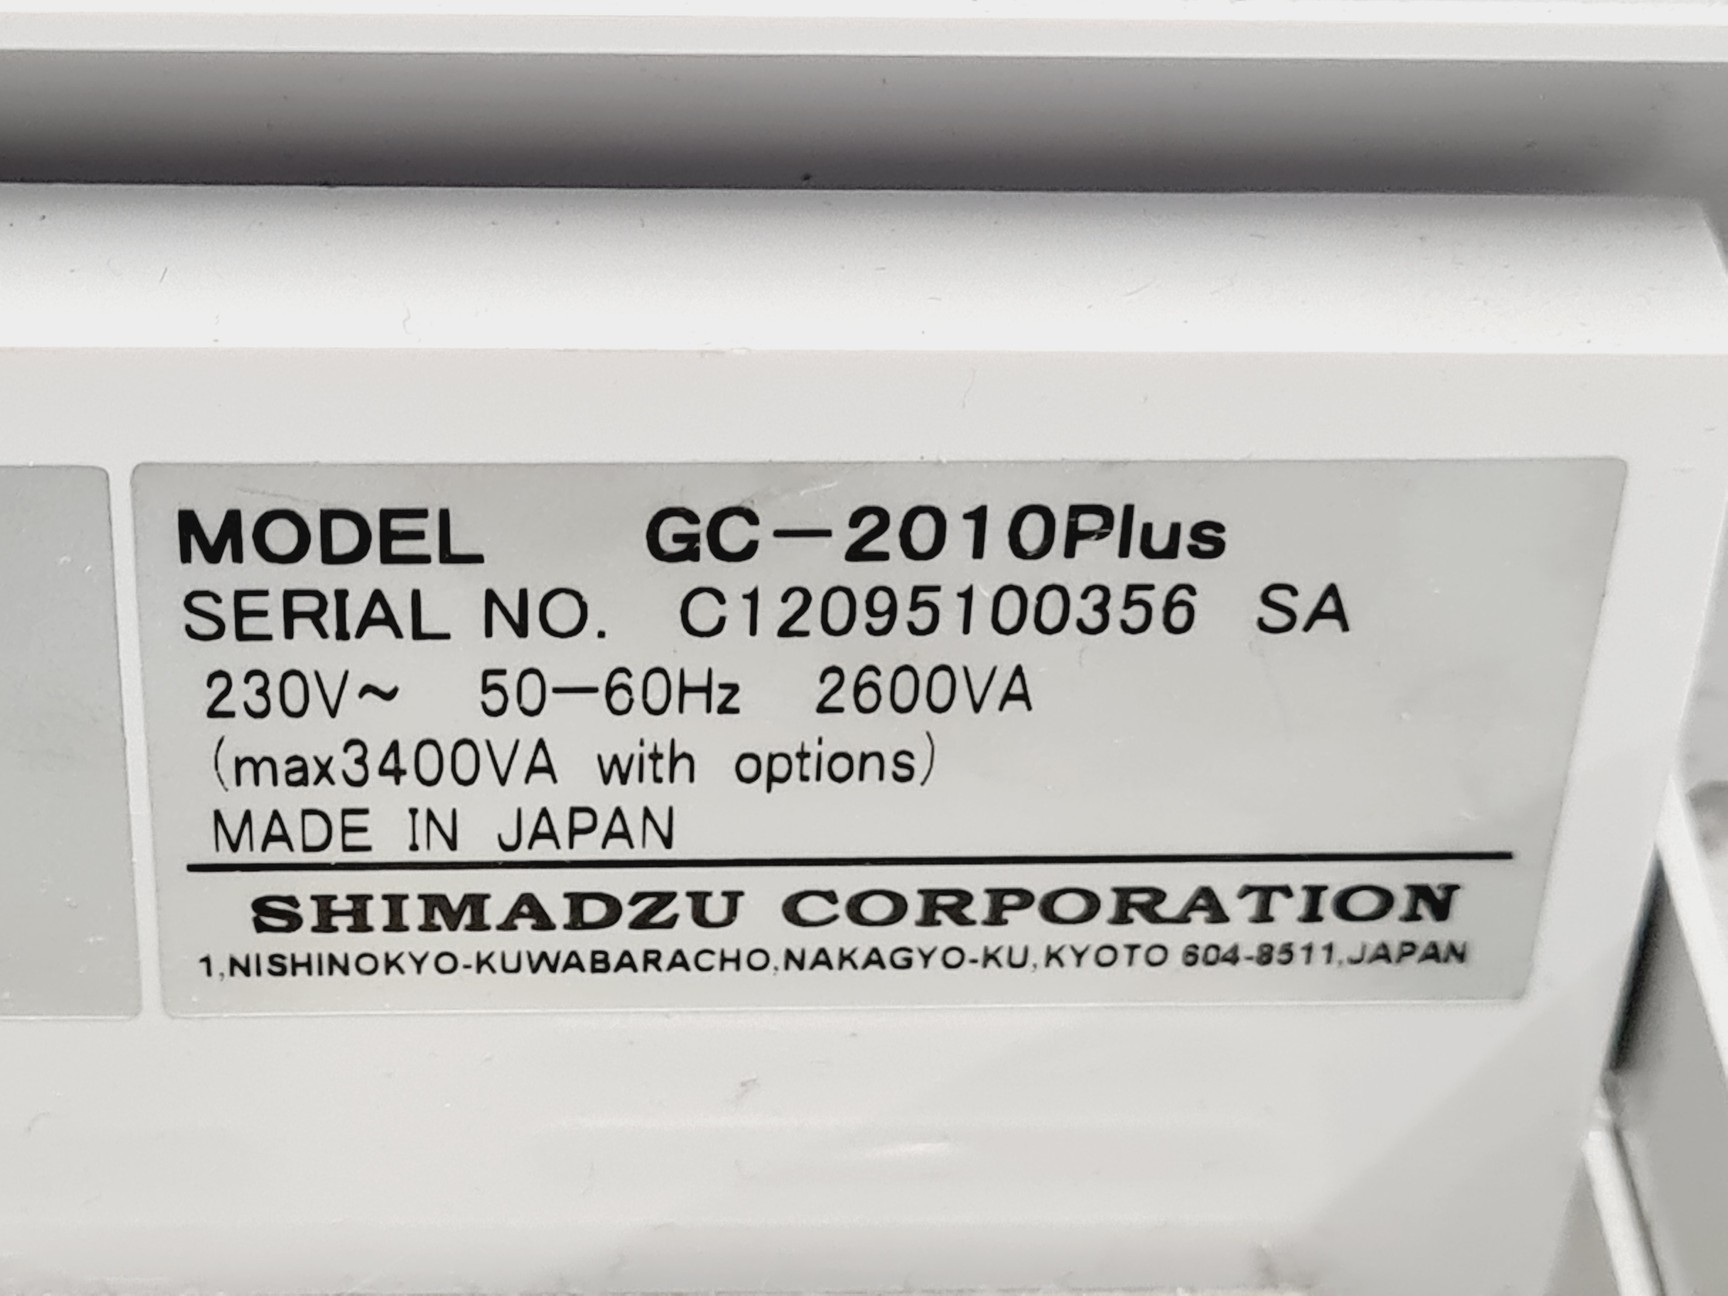 MODEL GC-2010Plus
SERIAL NO. C12095100356 SA
230V~ 50-60Hz 2600VA
(max3400VA with options)
MADE IN JAPAN
SHIMADZU CORPORATION
1,NISHINOKYO-KUWABARACHO,NAKAGYO-KU,KYOTO 604-8511,JAPAN